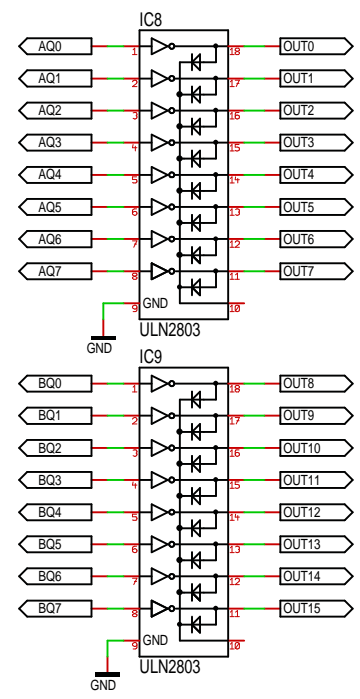 IC8
AQ0 1 18 OUT0
AQ1 2 17 OUT1
AQ2 3 16 OUT2
AQ3 4 15 OUT3
AQ4 5 14 OUT4
AQ5 6 13 OUT5
AQ6 7 12 OUT6
AQ7 8 11 OUT7
9 GND 10
GND
ULN2803
IC9
BQ0 1 18 OUT8
BQ1 2 17 OUT9
BQ2 3 16 OUT10
BQ3 4 15 OUT11
BQ4 5 14 OUT12
BQ5 6 13 OUT13
BQ6 7 12 OUT14
BQ7 8 11 OUT15
9 GND 10
GND
ULN2803